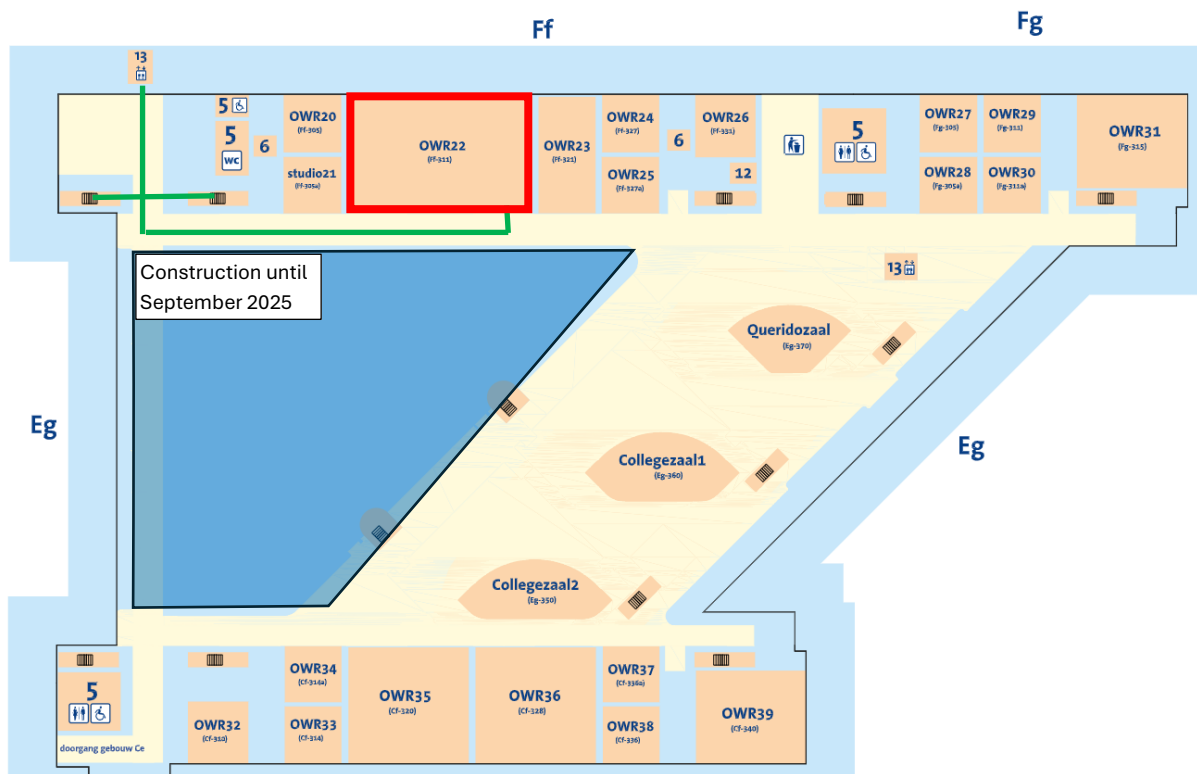 Ff
Fg
13
5
5
WC
6
OWR20
(Ff-305)
studio21
(Ff-305a)
OWR22
(Ff-311)
OWR23
(Ff-321)
OWR24
(Ff-327)
OWR25
(Ff-327a)
6
OWR26
(Ff-331)
12
5
OWR27
(Fg-305)
OWR28
(Fg-305a)
OWR29
(Fg-311)
OWR30
(Fg-311a)
OWR31
(Fg-315)
Construction until
September 2025
13
Queridozaal
(Eg-370)
Eg
Collegezaal1
(Eg-360)
Eg
Collegezaal2
(Eg-350)
5
doorgang gebouw Ce
OWR32
(Cf-310)
OWR34
(Cf-314a)
OWR33
(Cf-314)
OWR35
(Cf-320)
OWR36
(Cf-328)
OWR37
(Cf-336a)
OWR38
(Cf-336)
OWR39
(Cf-340)